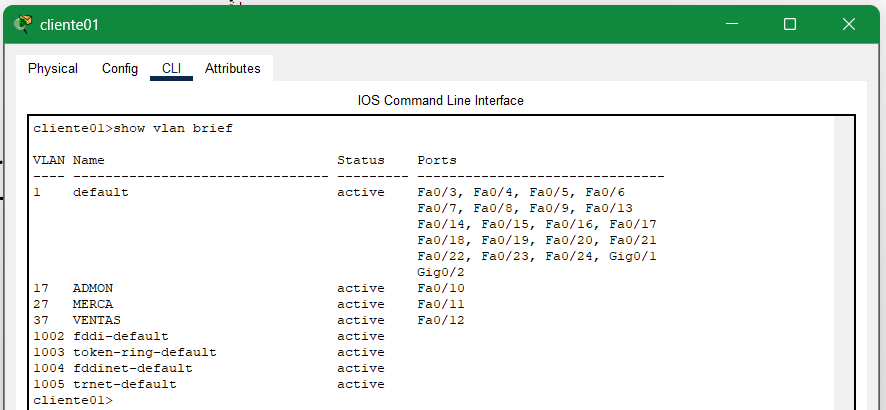 cliente01
Physical Config CLI Attributes
IOS Command Line Interface
cliente01>show vlan brief
VLAN Name                             Status    Ports
---- -------------------------------- --------- -------------------------------
1    default                          active    Fa0/3, Fa0/4, Fa0/5, Fa0/6
                                                Fa0/7, Fa0/8, Fa0/9, Fa0/13
                                                Fa0/14, Fa0/15, Fa0/16, Fa0/17
                                                Fa0/18, Fa0/19, Fa0/20, Fa0/21
                                                Fa0/22, Fa0/23, Fa0/24, Gig0/1
                                                Gig0/2
17   ADMON                            active    Fa0/10
27   MERCA                            active    Fa0/11
37   VENTAS                           active    Fa0/12
1002 fddi-default                     active
1003 token-ring-default               active
1004 fddinet-default                  active
1005 trnet-default                    active
cliente01>